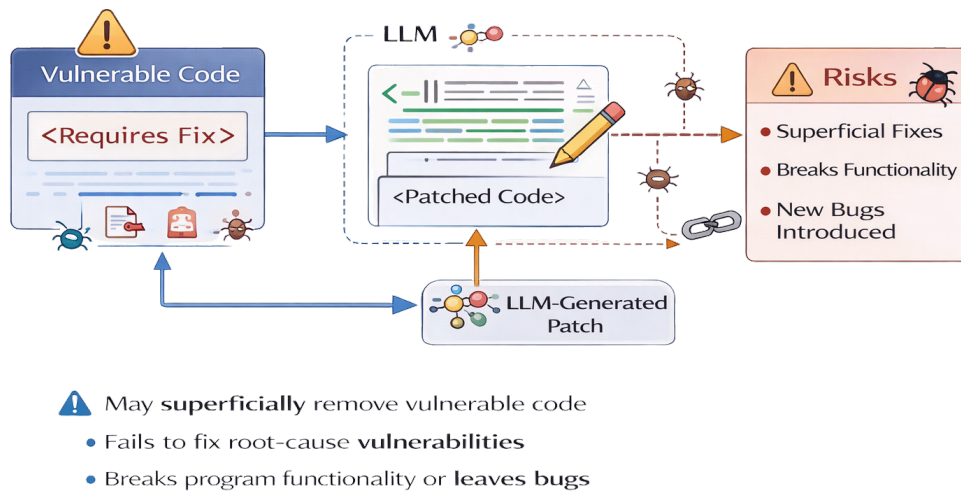 LLM
Vulnerable Code
<Requires Fix>
<Patched Code>
Risks
• Superficial Fixes
• Breaks Functionality
• New Bugs
Introduced
LLM-Generated
Patch
May superficially remove vulnerable code
• Fails to fix root-cause vulnerabilities
• Breaks program functionality or leaves bugs